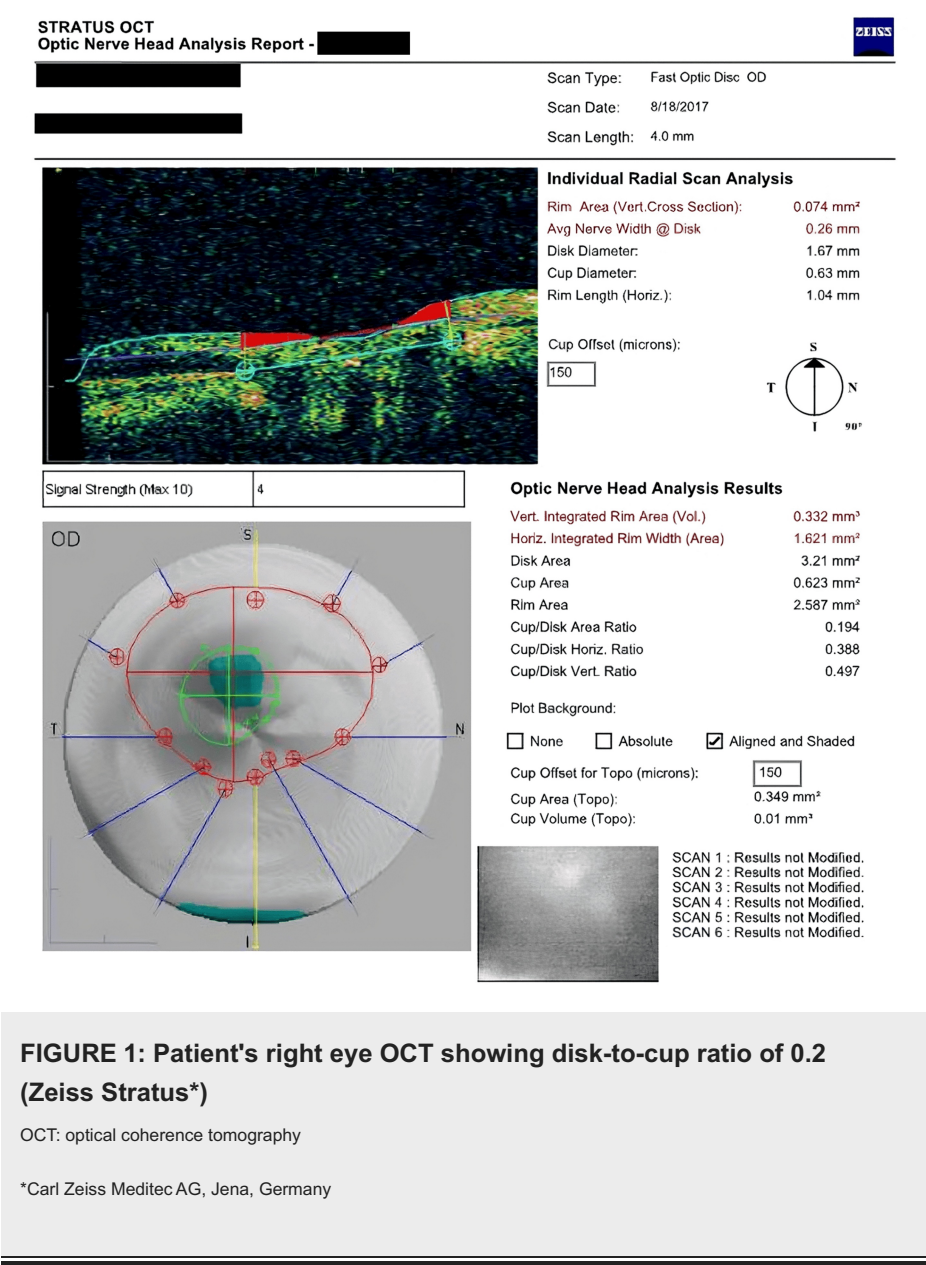 STRATUS OCT
Optic Nerve Head Analysis Report -
ZEISS
Scan Type: Fast Optic Disc OD
Scan Date: 8/18/2017
Scan Length: 4.0 mm
Individual Radial Scan Analysis
Rim Area (Vert.Cross Section): 0.074 mm²
Avg Nerve Width @ Disk 0.26 mm
Disk Diameter: 1.67 mm
Cup Diameter: 0.63 mm
Rim Length (Horiz.): 1.04 mm
Cup Offset (microns):
150
S
T N
I 90°
Signal Strength (Max 10) 4
OD
S
T N
I
Optic Nerve Head Analysis Results
Vert. Integrated Rim Area (Vol.) 0.332 mm³
Horiz. Integrated Rim Width (Area) 1.621 mm²
Disk Area 3.21 mm²
Cup Area 0.623 mm²
Rim Area 2.587 mm²
Cup/Disk Area Ratio 0.194
Cup/Disk Horiz. Ratio 0.388
Cup/Disk Vert. Ratio 0.497
Plot Background:
None Absolute Aligned and Shaded
Cup Offset for Topo (microns): 150
Cup Area (Topo): 0.349 mm²
Cup Volume (Topo): 0.01 mm³
SCAN 1 : Results not Modified.
SCAN 2 : Results not Modified.
SCAN 3 : Results not Modified.
SCAN 4 : Results not Modified.
SCAN 5 : Results not Modified.
SCAN 6 : Results not Modified.
FIGURE 1: Patient's right eye OCT showing disk-to-cup ratio of 0.2
(Zeiss Stratus*)
OCT: optical coherence tomography
*Carl Zeiss Meditec AG, Jena, Germany